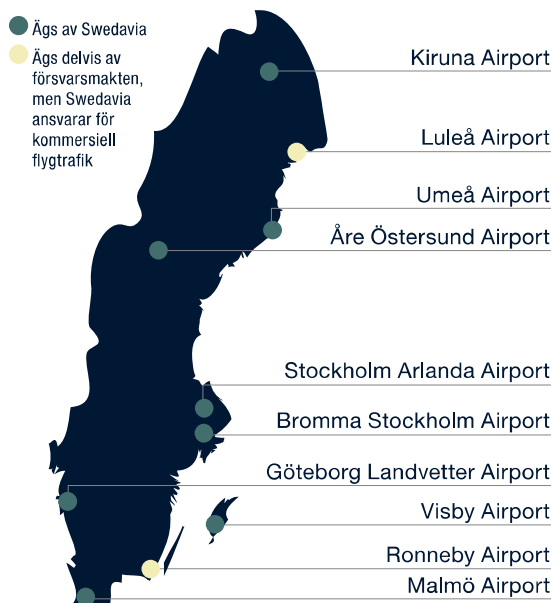 Ägs av Swedavia
Ägs delvis av
försvarsmakten,
men Swedavia
ansvarar för
kommersiell
flygtrafik
Kiruna Airport
Luleå Airport
Umeå Airport
Åre Östersund Airport
Stockholm Arlanda Airport
Bromma Stockholm Airport
Göteborg Landvetter Airport
Visby Airport
Ronneby Airport
Malmö Airport